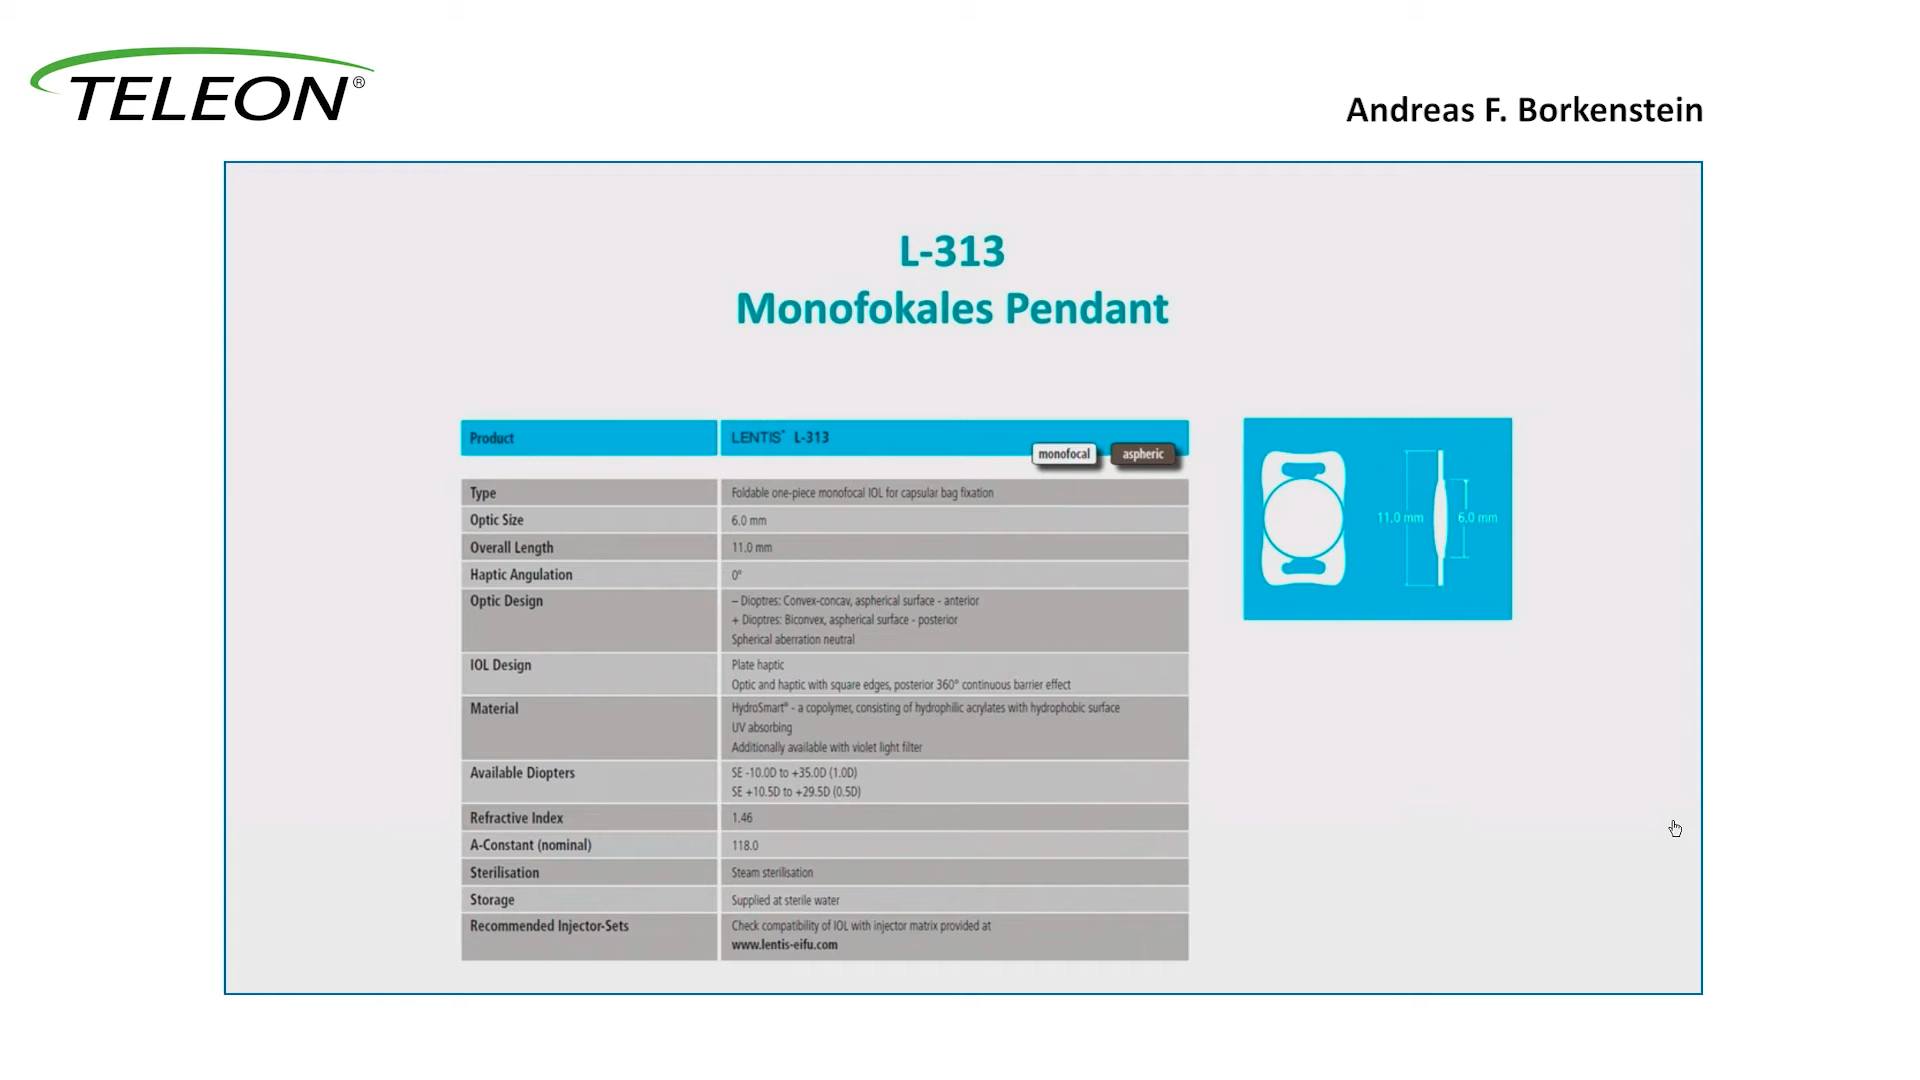 TELEON®
Andreas F. Borkenstein
L-313
Monofokales Pendant
Product
LENTIS® L-313
monofocal
aspheric
Type
Foldable one-piece monofocal IOL for capsular bag fixation
Optic Size
6.0 mm
Overall Length
11.0 mm
Haptic Angulation
0°
Optic Design
– Dioptres: Convex-concav, aspherical surface - anterior
+ Dioptres: Biconvex, aspherical surface - posterior
Spherical aberration neutral
IOL Design
Plate haptic
Optic and haptic with square edges, posterior 360° continuous barrier effect
Material
HydroSmart® - a copolymer, consisting of hydrophilic acrylates with hydrophobic surface
UV absorbing
Additionally available with violet light filter
Available Diopters
SE -10.0D to +35.0D (1.0D)
SE +10.5D to +29.5D (0.5D)
Refractive Index
1.46
A-Constant (nominal)
118.0
Sterilisation
Steam sterilisation
Storage
Supplied at sterile water
Recommended Injector-Sets
Check compatibility of IOL with injector matrix provided at
www.lentis-eifu.com
11.0 mm
6.0 mm